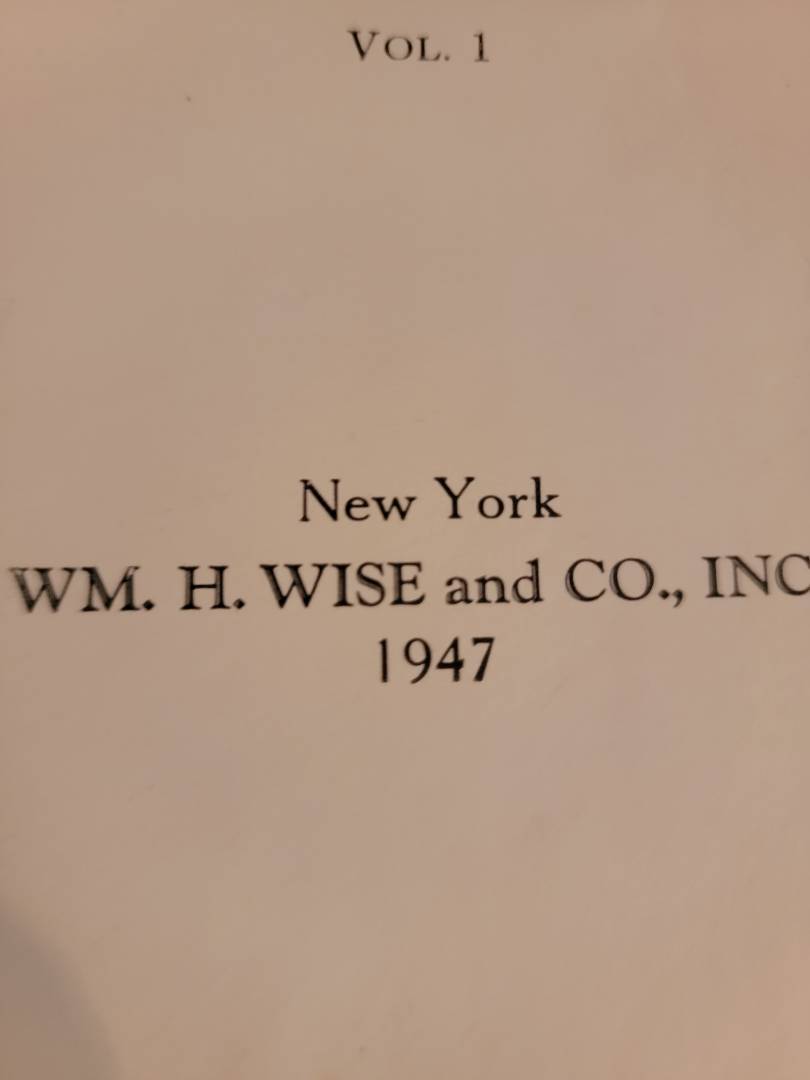 VOL. 1
New York
WM. H. WISE and CO., INC
1947